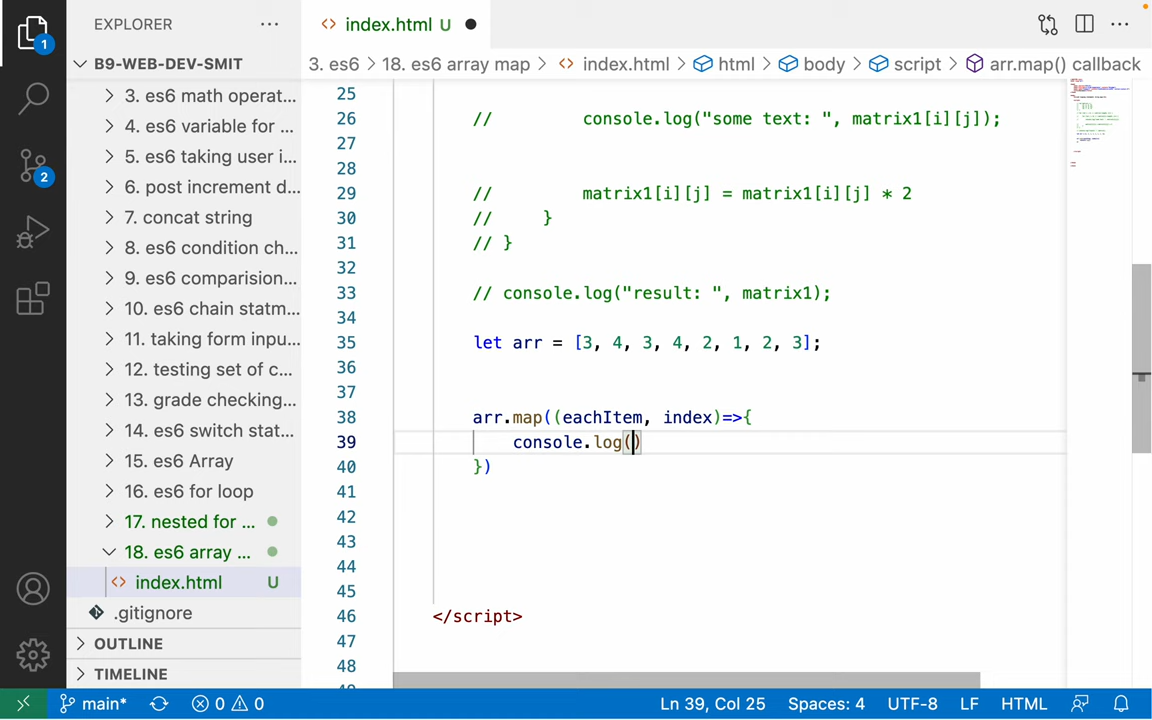 EXPLORER
index.html U
B9-WEB-DEV-SMIT
3. es6 > 18. es6 array map > index.html > html > body > script > arr.map() callback
3. es6 math operat...
4. es6 variable for ...
5. es6 taking user i...
6. post increment d...
7. concat string
8. es6 condition ch...
9. es6 comparision...
10. es6 chain statm...
11. taking form inpu...
12. testing set of c...
13. grade checking...
14. es6 switch stat...
15. es6 Array
16. es6 for loop
17. nested for ...
18. es6 array ...
index.html U
.gitignore
OUTLINE
TIMELINE
1
2
25
26 // console.log("some text: ", matrix1[i][j]);
27
28
29 // matrix1[i][j] = matrix1[i][j] * 2
30 // }
31 // }
32
33 // console.log("result: ", matrix1);
34
35 let arr = [3, 4, 3, 4, 2, 1, 2, 3];
36
37
38 arr.map((eachItem, index)=>{
39 console.log()
40 })
41
42
43
44
45
46 </script>
47
48
main* 0 0 Ln 39, Col 25 Spaces: 4 UTF-8 LF HTML